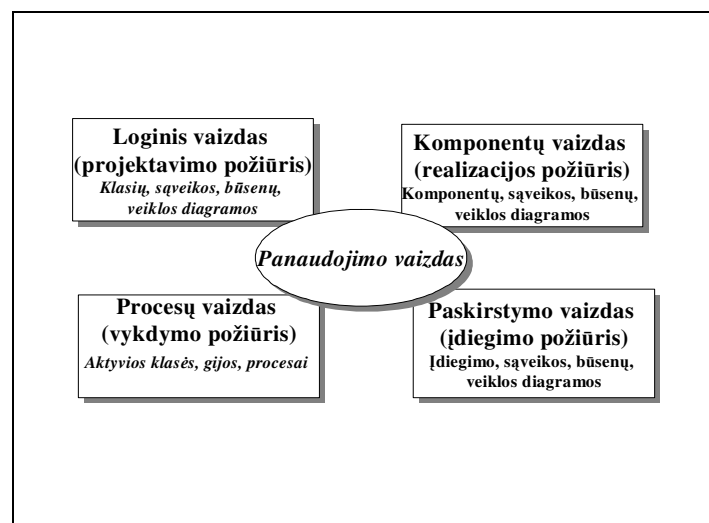 Loginis vaizdas
(projektavimo požiūris)
Klasių, sąveikos, būsenų,
veiklos diagramos
Komponentų vaizdas
(realizacijos požiūris)
Komponentų, sąveikos, būsenų,
veiklos diagramos
Panaudojimo vaizdas
Procesų vaizdas
(vykdymo požiūris)
Aktyvios klasės, gijos, procesai
Paskirstymo vaizdas
(įdiegimo požiūris)
Įdiegimo, sąveikos, būsenų,
veiklos diagramos